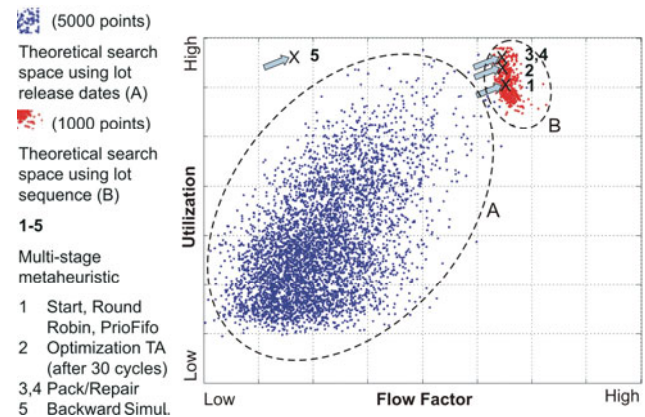 (5000 points)
Theoretical search
space using lot
release dates (A)
(1000 points)
Theoretical search
space using lot
sequence (B)
1-5
Multi-stage
metaheuristic
1 Start, Round
Robin, PrioFifo
2 Optimization TA
(after 30 cycles)
3,4 Pack/Repair
5 Backward Simul.
High
Utilization
Low
5
3,4
2
1
B
A
Low
Flow Factor
High